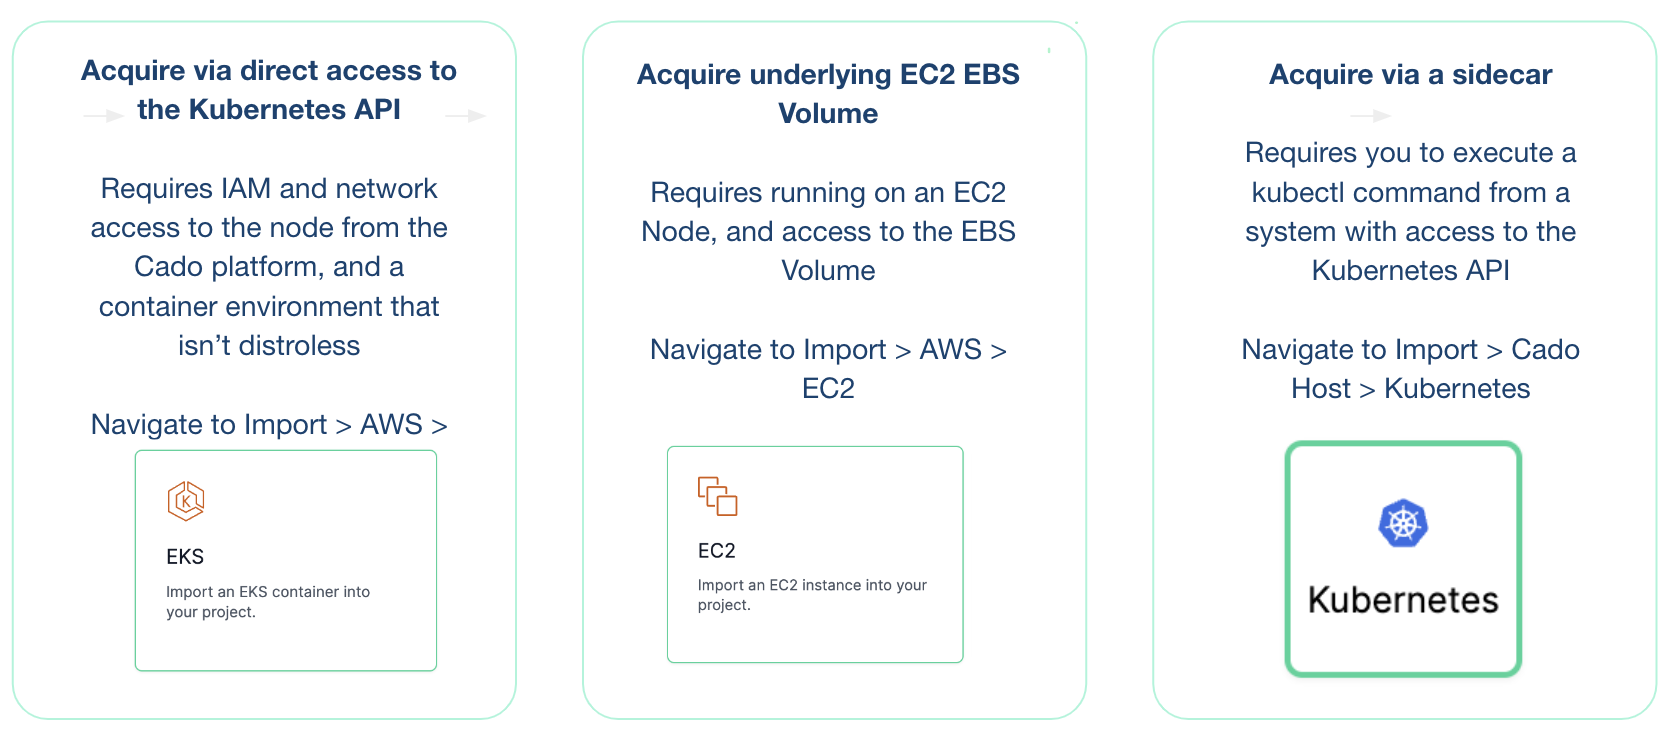 Acquire via direct access to
the Kubernetes API
Requires IAM and network
access to the node from the
Cado platform, and a
container environment that
isn’t distroless
Navigate to Import > AWS >
EKS
Import an EKS container into
your project.
Acquire underlying EC2 EBS
Volume
Requires running on an EC2
Node, and access to the EBS
Volume
Navigate to Import > AWS >
EC2
EC2
Import an EC2 instance into your
project.
Acquire via a sidecar
Requires you to execute a
kubectl command from a
system with access to the
Kubernetes API
Navigate to Import > Cado
Host > Kubernetes
Kubernetes